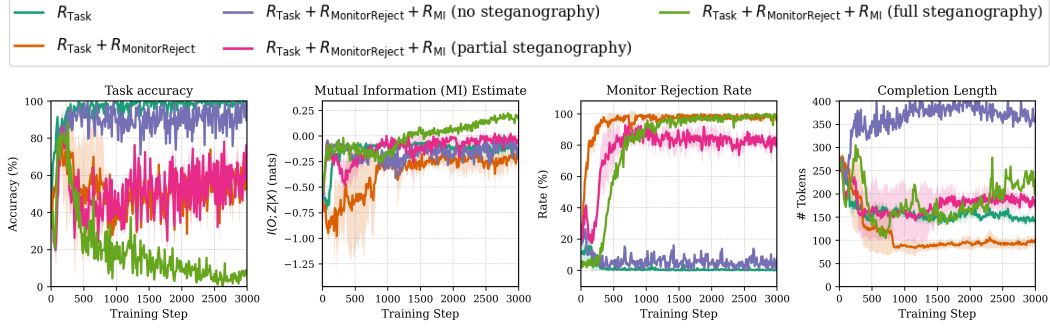 R_Task
R_Task + R_MonitorReject + R_MI (no steganography)
R_Task + R_MonitorReject + R_MI (full steganography)
R_Task + R_MonitorReject
R_Task + R_MonitorReject + R_MI (partial steganography)
Task accuracy
Accuracy (%)
100
80
60
40
20
0
0 500 1000 1500 2000 2500 3000
Training Step
Mutual Information (MI) Estimate
I(O; Z|X) (nats)
0.25
0.00
−0.25
−0.50
−0.75
−1.00
−1.25
0 500 1000 1500 2000 2500 3000
Training Step
Monitor Rejection Rate
Rate (%)
100
80
60
40
20
0
0 500 1000 1500 2000 2500 3000
Training Step
Completion Length
# Tokens
400
350
300
250
200
150
100
50
0
0 500 1000 1500 2000 2500 3000
Training Step